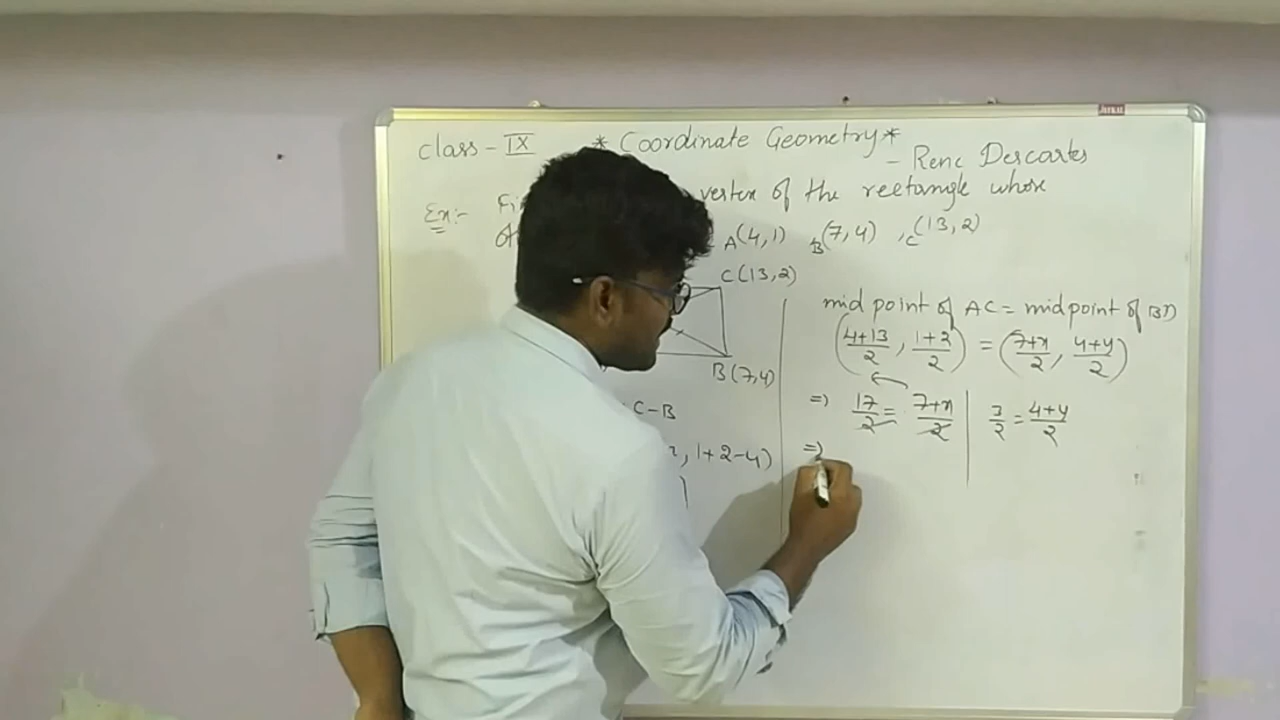 class - IX * Coordinate Geometry *
- Rene Descartes
Ex:- Fi vertex of the rectangle whose
A(4,1) B(7,4) , C(13,2)
C(13,2)
B(7,4)
C-B
, 1+2-4)
mid point of AC = midpoint of BD
(4+13/2 , 1+2/2) = (7+x/2 , 4+y/2)
=> 17/2 = 7+x/2 | 3/2 = 4+y/2
=>